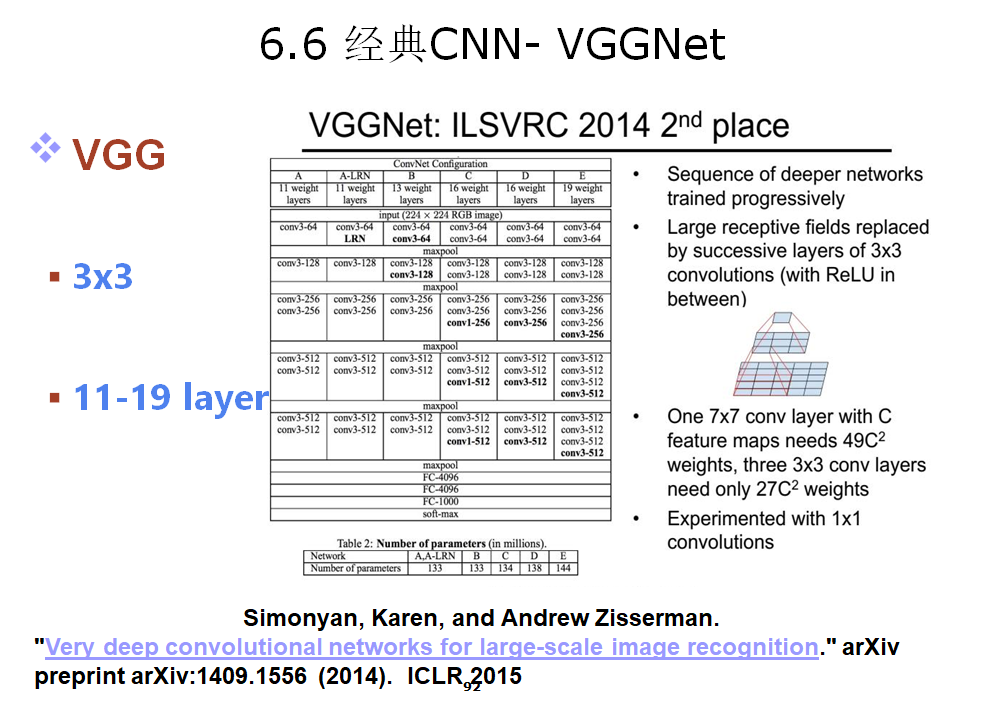 6.6 经典CNN- VGGNet
VGG
3x3
11-19 layer
VGGNet: ILSVRC 2014 2nd place
ConvNet Configuration
A A-LRN B C D E
11 weight layers 11 weight layers 13 weight layers 16 weight layers 16 weight layers 19 weight layers
input (224 × 224 RGB image)
conv3-64 conv3-64 conv3-64 conv3-64 conv3-64 conv3-64
LRN conv3-64 conv3-64 conv3-64 conv3-64
maxpool
conv3-128 conv3-128 conv3-128 conv3-128 conv3-128 conv3-128
conv3-128 conv3-128 conv3-128 conv3-128
maxpool
conv3-256 conv3-256 conv3-256 conv3-256 conv3-256 conv3-256
conv3-256 conv3-256 conv3-256 conv3-256 conv3-256 conv3-256
conv1-256 conv3-256 conv3-256
conv3-256
maxpool
conv3-512 conv3-512 conv3-512 conv3-512 conv3-512 conv3-512
conv3-512 conv3-512 conv3-512 conv3-512 conv3-512 conv3-512
conv1-512 conv3-512 conv3-512
conv3-512
maxpool
conv3-512 conv3-512 conv3-512 conv3-512 conv3-512 conv3-512
conv3-512 conv3-512 conv3-512 conv3-512 conv3-512 conv3-512
conv1-512 conv3-512 conv3-512
conv3-512
maxpool
FC-4096
FC-4096
FC-1000
soft-max
Table 2: Number of parameters (in millions).
Network A,A-LRN B C D E
Number of parameters 133 133 134 138 144
• Sequence of deeper networks
trained progressively
• Large receptive fields replaced
by successive layers of 3x3
convolutions (with ReLU in
between)
• One 7x7 conv layer with C
feature maps needs 49C²
weights, three 3x3 conv layers
need only 27C² weights
• Experimented with 1x1
convolutions
Simonyan, Karen, and Andrew Zisserman.
"Very deep convolutional networks for large-scale image recognition." arXiv
preprint arXiv:1409.1556 (2014). ICLR 2015
92